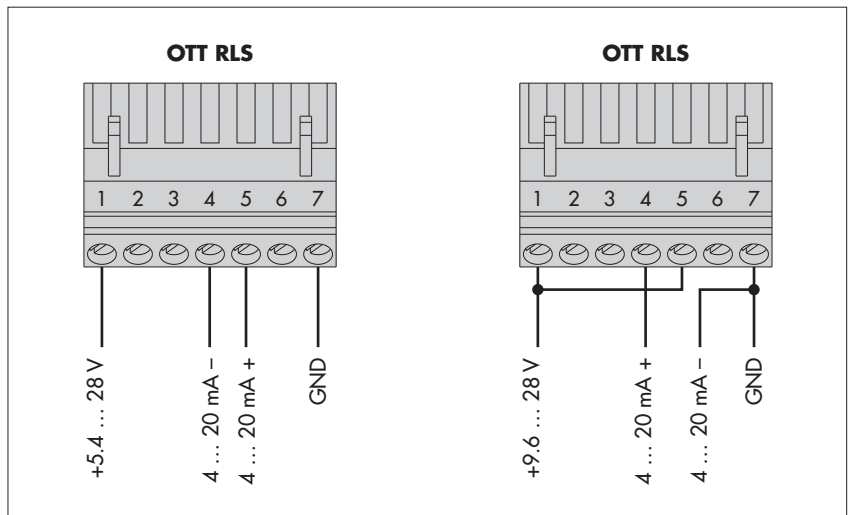 OTT RLS
1 2 3 4 5 6 7
+5.4 … 28 V
4 … 20 mA –
4 … 20 mA +
GND
OTT RLS
1 2 3 4 5 6 7
+9.6 … 28 V
4 … 20 mA +
4 … 20 mA –
GND